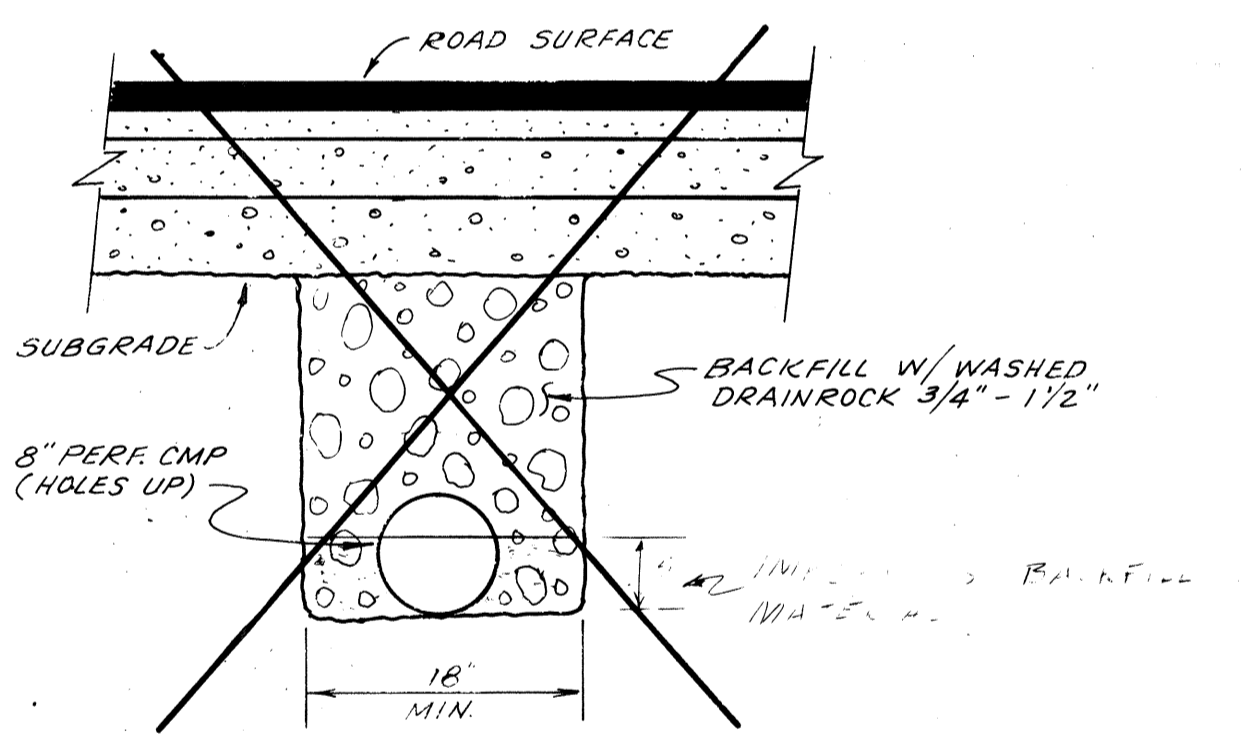 ROAD SURFACE
SUBGRADE
BACKFILL W/ WASHED
DRAINROCK 3/4" - 1 1/2"
8" PERF. CMP
(HOLES UP)
BACKFILL
18"
MIN.